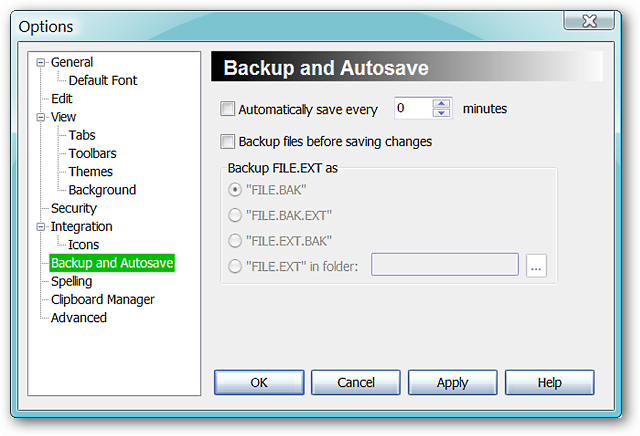 Options
General
Default Font
Edit
View
Tabs
Toolbars
Themes
Background
Security
Integration
Icons
Backup and Autosave
Spelling
Clipboard Manager
Advanced
Backup and Autosave
Automatically save every 0 minutes
Backup files before saving changes
Backup FILE.EXT as
"FILE.BAK"
"FILE.BAK.EXT"
"FILE.EXT.BAK"
"FILE.EXT" in folder: ...
OK Cancel Apply Help